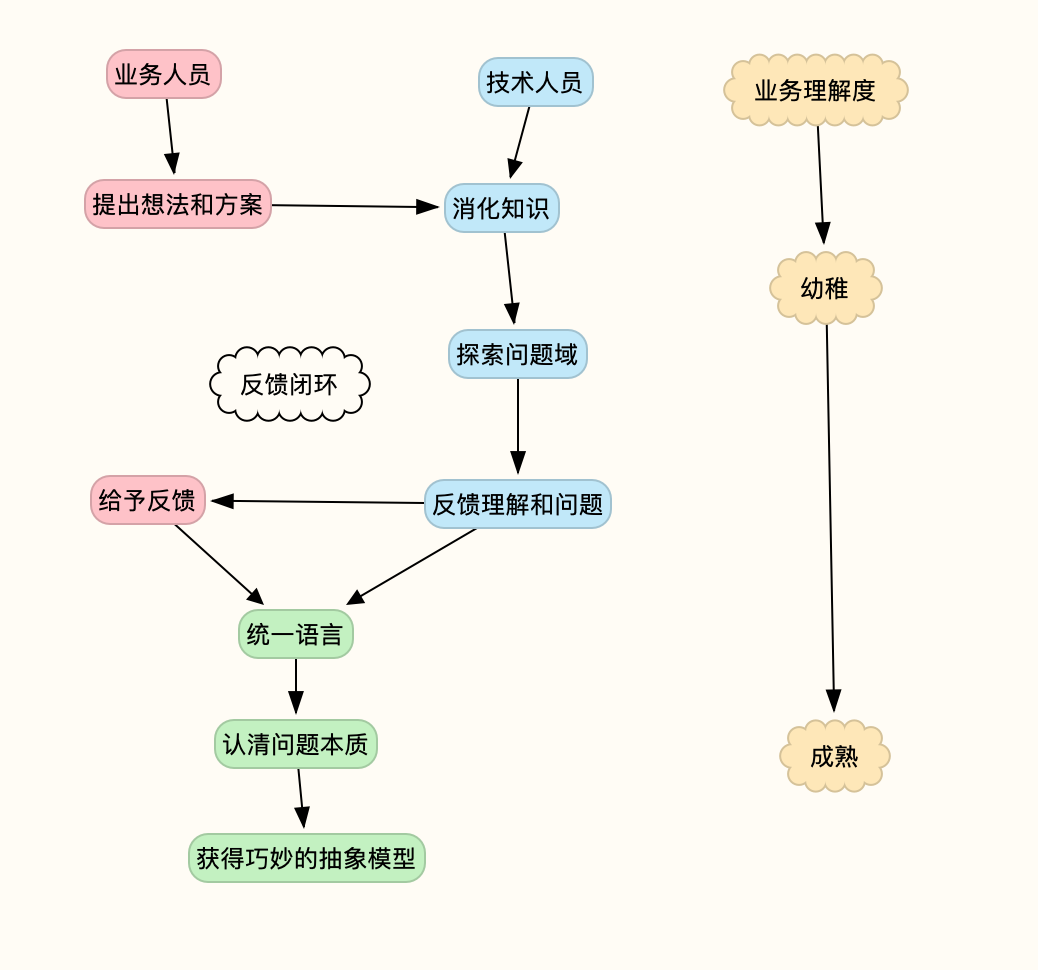 业务人员
技术人员
业务理解度
提出想法和方案
消化知识
幼稚
探索问题域
反馈闭环
给予反馈
反馈理解和问题
统一语言
认清问题本质
成熟
获得巧妙的抽象模型